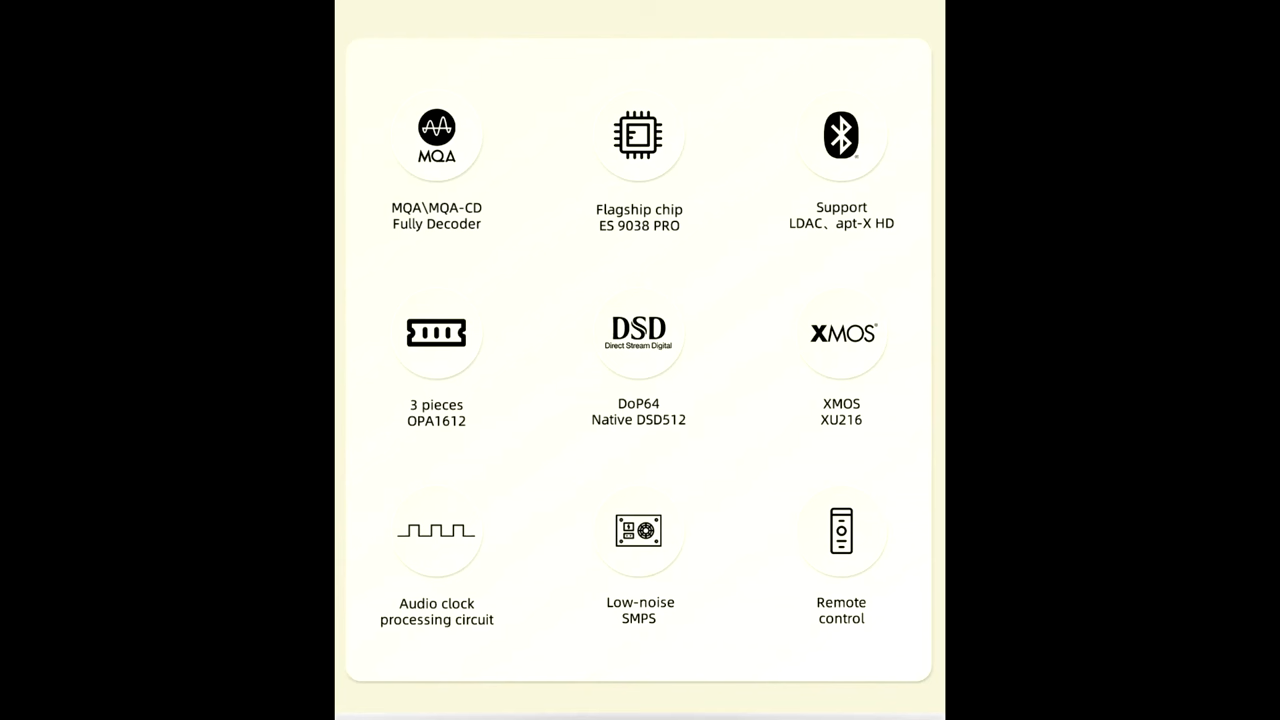 MQA
MQA\MQA-CD
Fully Decoder
Flagship chip
ES 9038 PRO
Support
LDAC、apt-X HD
3 pieces
OPA1612
DSD
Direct Stream Digital
DoP64
Native DSD512
XMOS®
XMOS
XU216
Audio clock
processing circuit
Low-noise
SMPS
Remote
control